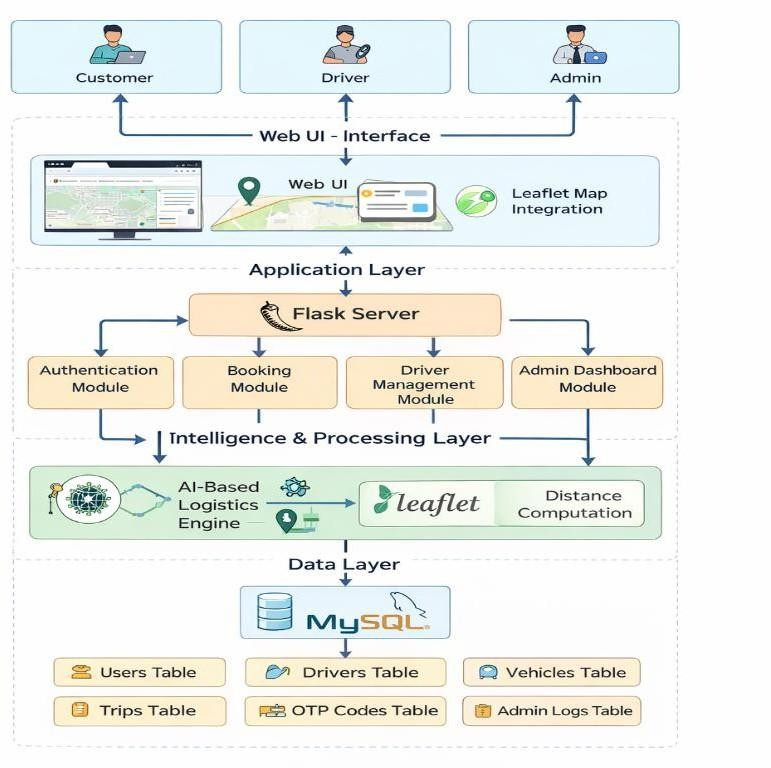 Customer
Driver
Admin
Web UI - Interface
Web UI
Leaflet Map
Integration
Application Layer
Flask Server
Authentication
Module
Booking
Module
Driver
Management
Module
Admin Dashboard
Module
Intelligence & Processing Layer
AI-Based
Logistics
Engine
leaflet
Distance
Computation
Data Layer
MySQL
Users Table
Drivers Table
Vehicles Table
Trips Table
OTP Codes Table
Admin Logs Table